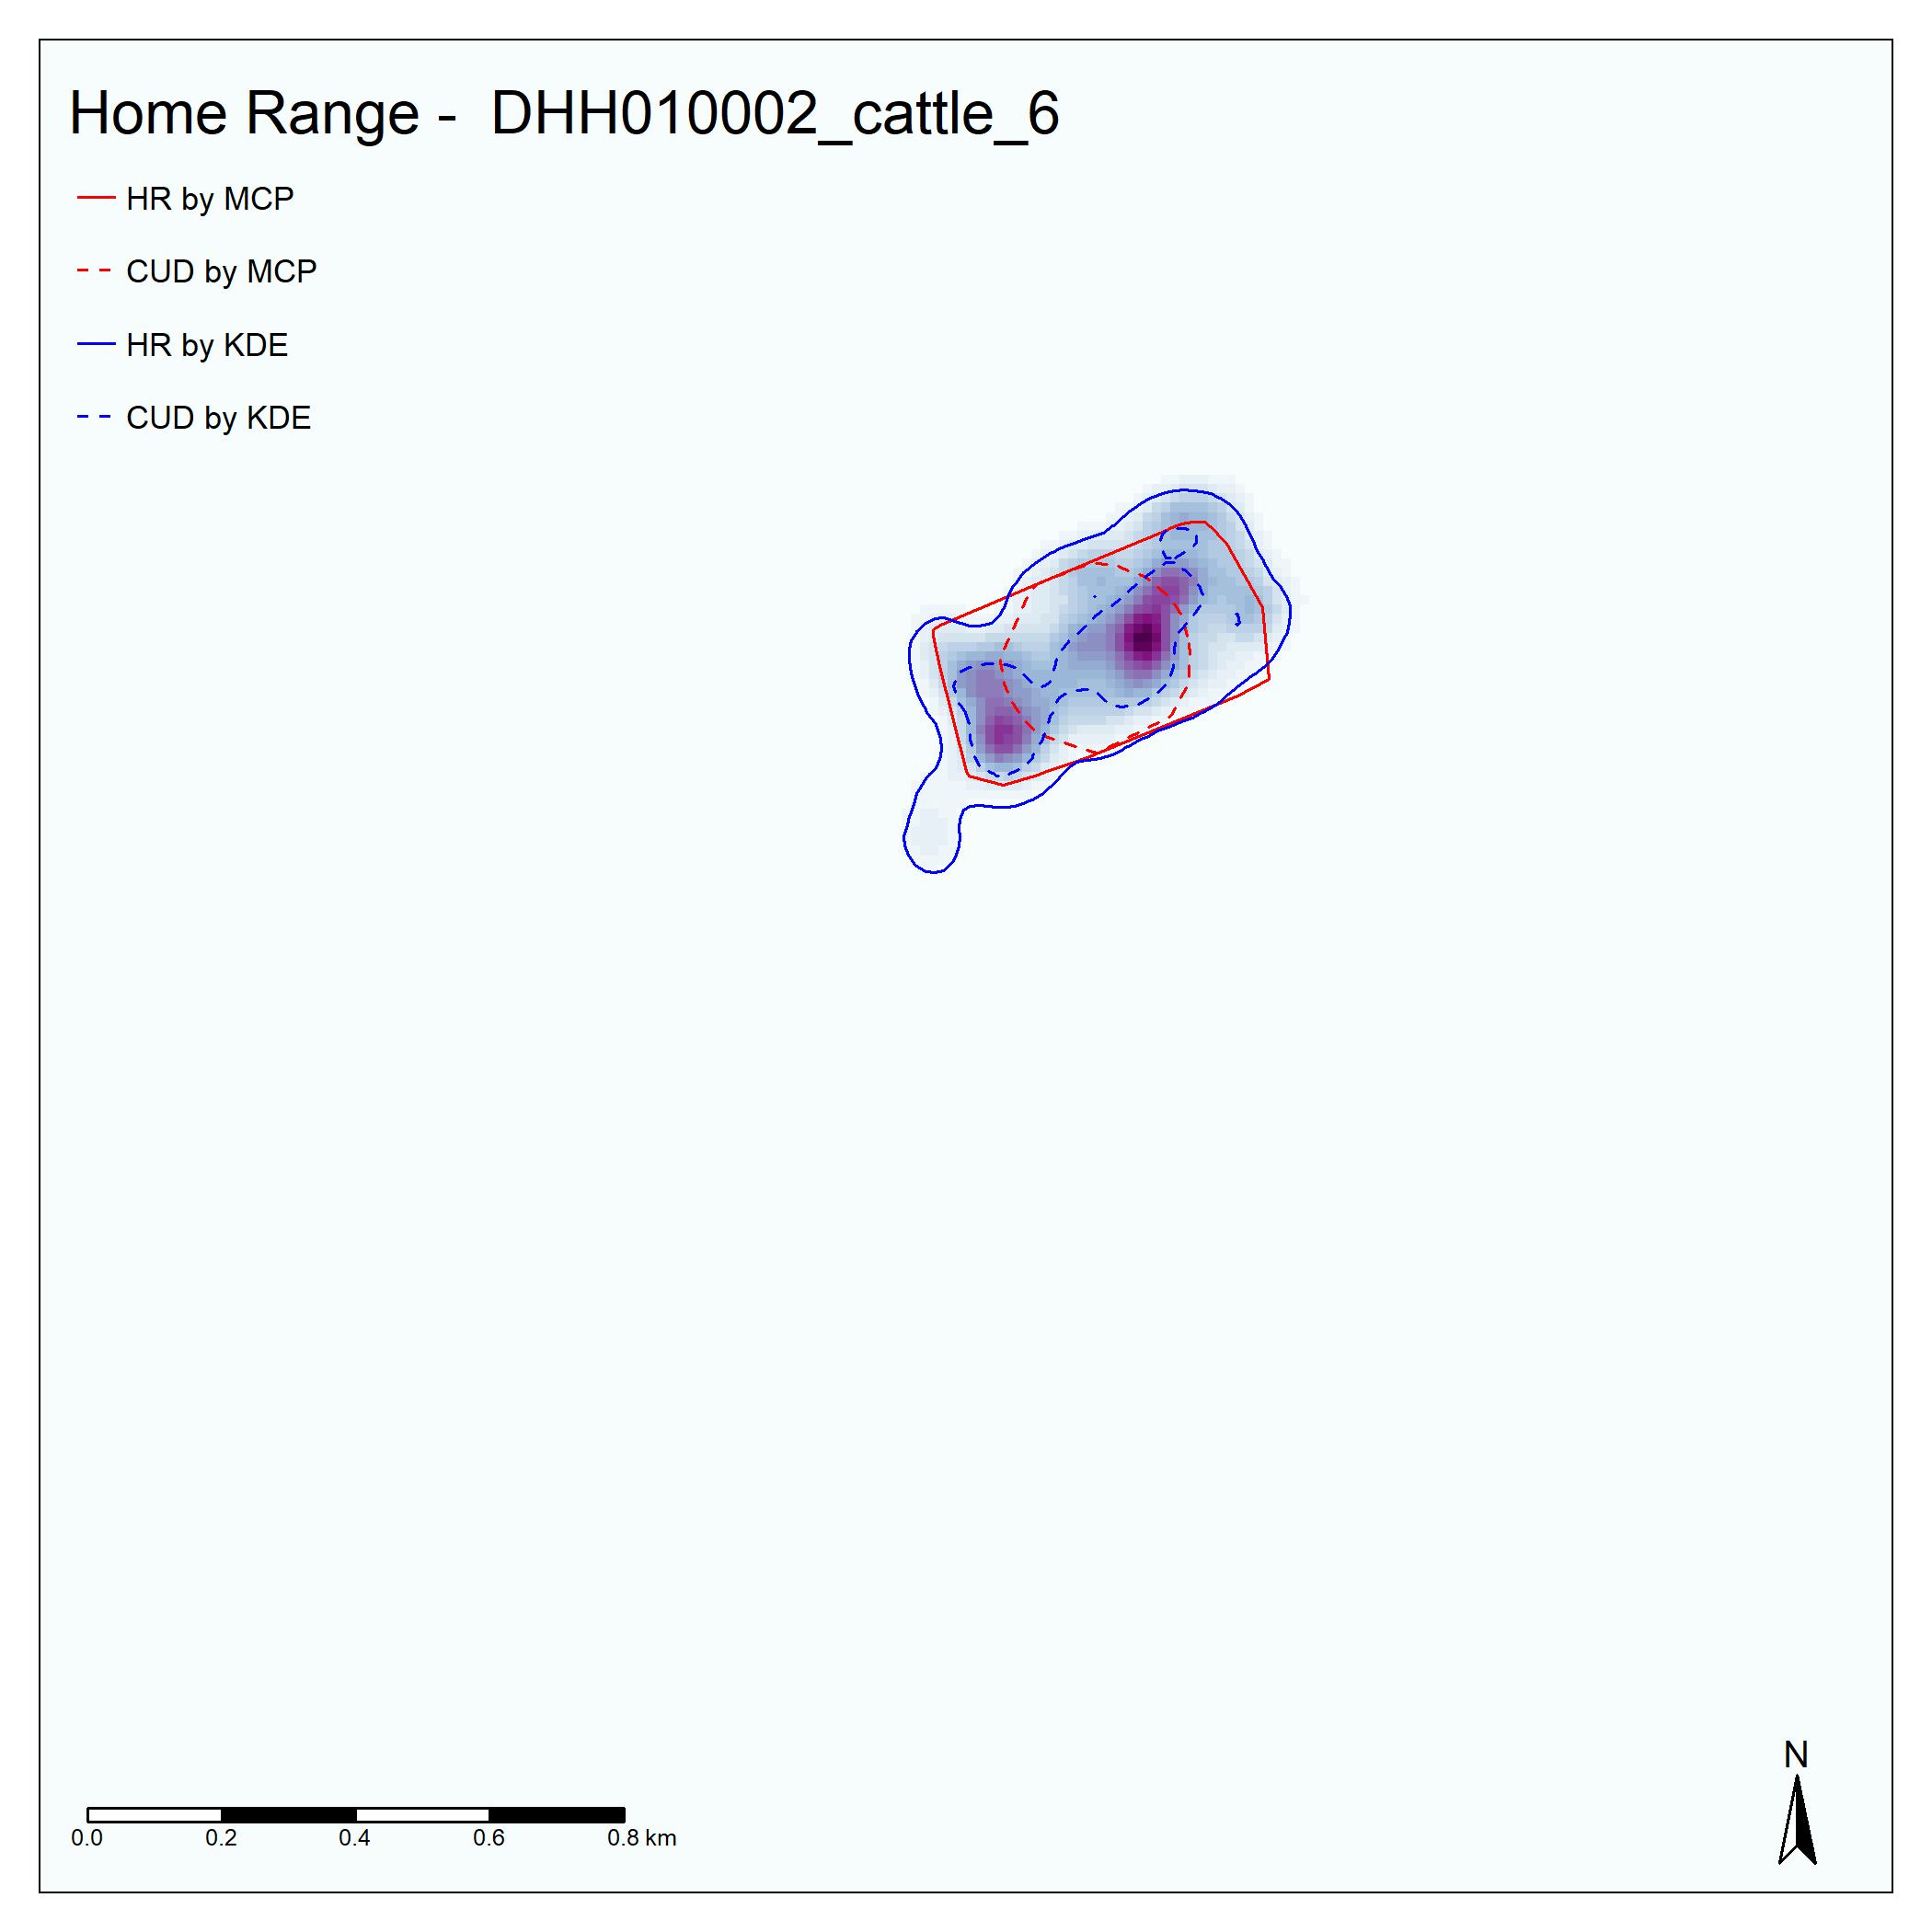 Home Range - DHH010002_cattle_6
HR by MCP
CUD by MCP
HR by KDE
CUD by KDE
N
0.0 0.2 0.4 0.6 0.8 km